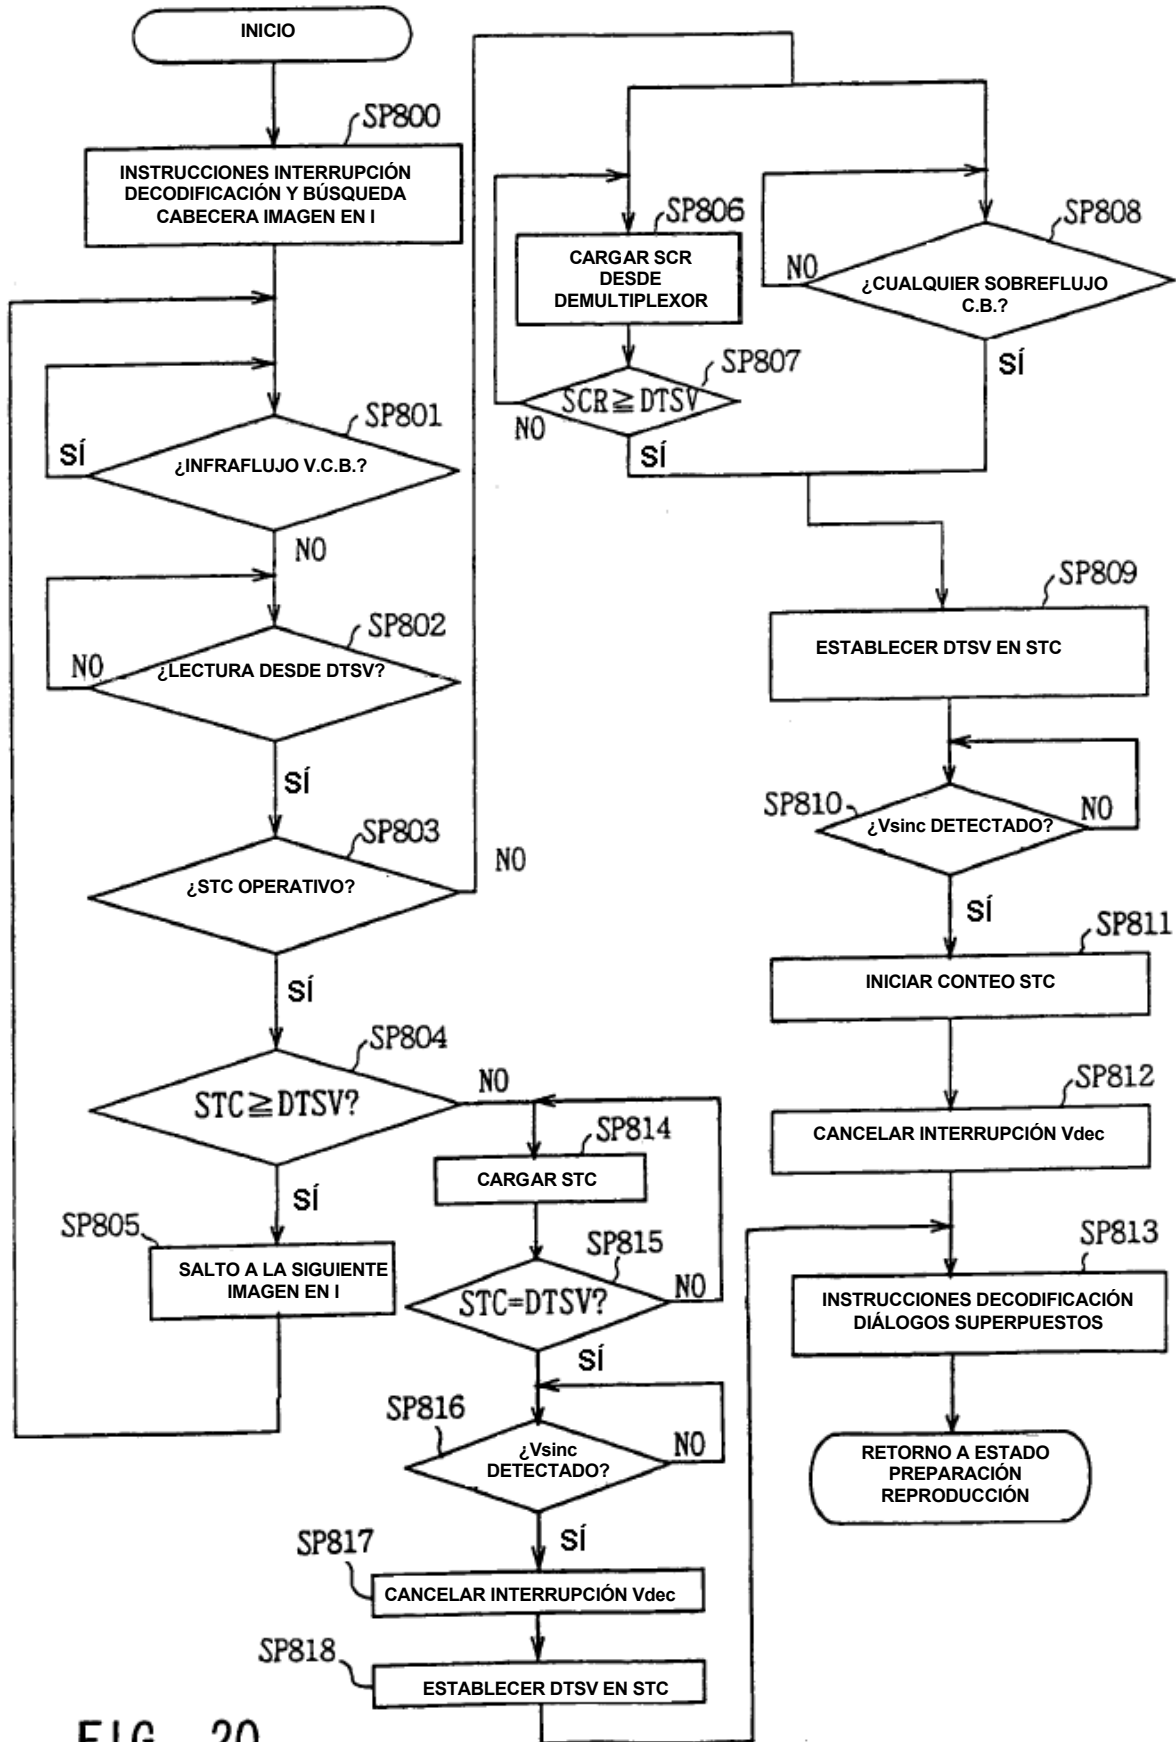 INICIO
SP800
INSTRUCCIONES INTERRUPCIÓN
DECODIFICACIÓN Y BÚSQUEDA
CABECERA IMAGEN EN I
SP801
¿INFRAFLUJO V.C.B.?
SÍ
NO
SP802
¿LECTURA DESDE DTSV?
NO
SÍ
SP803
¿STC OPERATIVO?
NO
SÍ
SP804
STC≧DTSV?
NO
SÍ
SP805
SALTO A LA SIGUIENTE
IMAGEN EN I
SP806
CARGAR SCR
DESDE
DEMULTIPLEXOR
SP807
SCR≧DTSV
NO
SÍ
SP808
¿CUALQUIER SOBREFLUJO
C.B.?
NO
SÍ
SP809
ESTABLECER DTSV EN STC
SP810
¿Vsinc DETECTADO?
NO
SÍ
SP811
INICIAR CONTEO STC
SP812
CANCELAR INTERRUPCIÓN Vdec
SP813
INSTRUCCIONES DECODIFICACIÓN
DIÁLOGOS SUPERPUESTOS
RETORNO A ESTADO
PREPARACIÓN
REPRODUCCIÓN
SP814
CARGAR STC
SP815
STC=DTSV?
NO
SÍ
SP816
¿Vsinc
DETECTADO?
NO
SÍ
SP817
CANCELAR INTERRUPCIÓN Vdec
SP818
ESTABLECER DTSV EN STC
FIG. 20